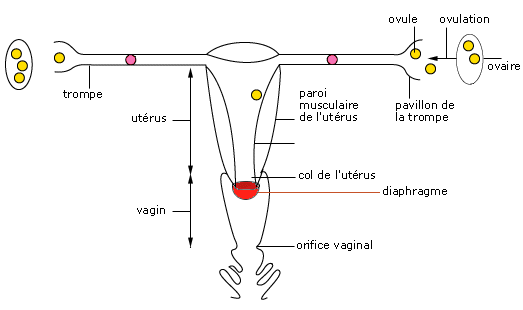 ovule
ovulation
ovaire
trompe
paroi
musculaire
de l'utérus
pavillon de
la trompe
utérus
col de l'utérus
diaphragme
vagin
orifice vaginal